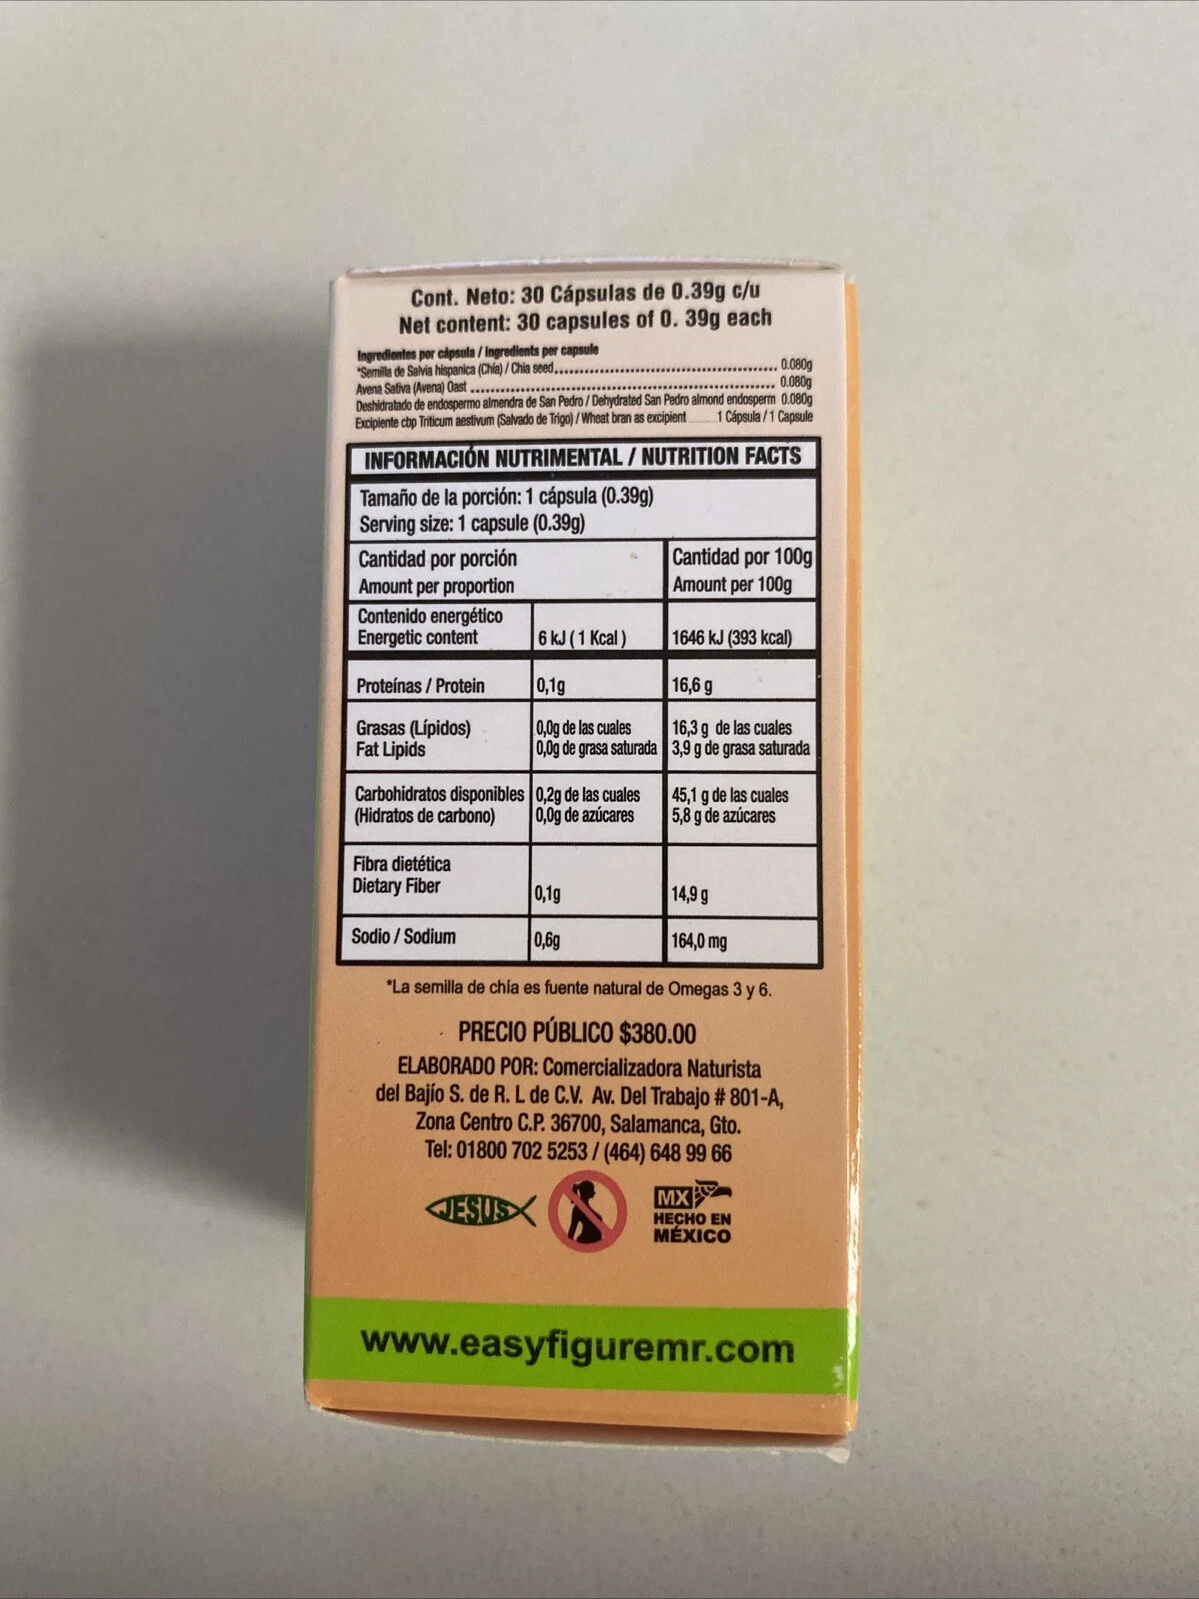 Cont. Neto: 30 Cápsulas de 0.39g c/u
Net content: 30 capsules of 0. 39g each
Ingredientes por cápsula / Ingredients per capsule
*Semilla de Salvia hispanica (Chía) / Chia seed.................................................. 0.080g
Avena Sativa (Avena) Oast .................................................................. 0.080g
Deshidratado de endospermo almendra de San Pedro / Dehydrated San Pedro almond endosperm 0.080g
Excipiente cbp Triticum aestivum (Salvado de Trigo) / Wheat bran as excipient ........ 1 Cápsula / 1 Capsule
INFORMACIÓN NUTRIMENTAL / NUTRITION FACTS
Tamaño de la porción: 1 cápsula (0.39g)
Serving size: 1 capsule (0.39g)
Cantidad por porción Cantidad por 100g
Amount per proportion Amount per 100g
Contenido energético
Energetic content 6 kJ ( 1 Kcal ) 1646 kJ (393 kcal)
Proteínas / Protein 0,1g 16,6 g
Grasas (Lípidos) 0,0g de las cuales 16,3 g de las cuales
Fat Lipids 0,0g de grasa saturada 3,9 g de grasa saturada
Carbohidratos disponibles 0,2g de las cuales 45,1 g de las cuales
(Hidratos de carbono) 0,0g de azúcares 5,8 g de azúcares
Fibra dietética
Dietary Fiber 0,1g 14,9 g
Sodio / Sodium 0,6g 164,0 mg
*La semilla de chía es fuente natural de Omegas 3 y 6.
PRECIO PÚBLICO $380.00
ELABORADO POR: Comercializadora Naturista
del Bajío S. de R. L de C.V. Av. Del Trabajo # 801-A,
Zona Centro C.P. 36700, Salamanca, Gto.
Tel: 01800 702 5253 / (464) 648 99 66
JESUS
MX
HECHO EN
MÉXICO
www.easyfiguremr.com